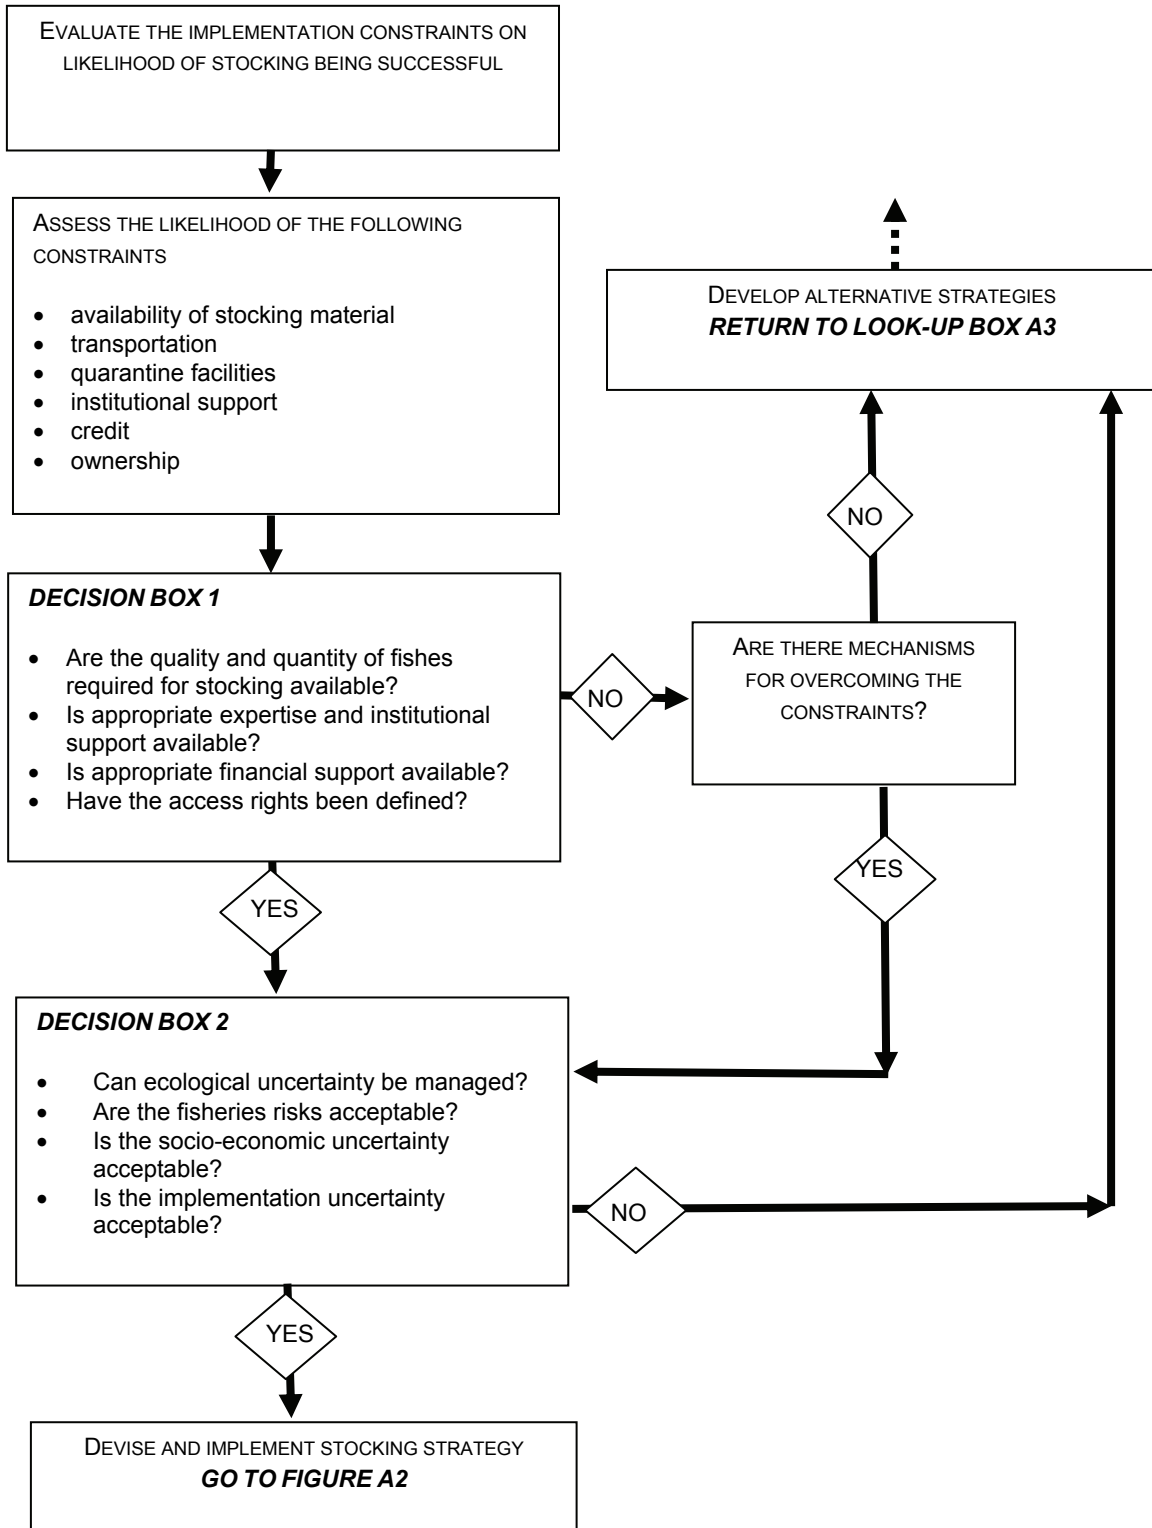 EVALUATE THE IMPLEMENTATION CONSTRAINTS ON
LIKELIHOOD OF STOCKING BEING SUCCESSFUL
ASSESS THE LIKELIHOOD OF THE FOLLOWING
CONSTRAINTS
• availability of stocking material
• transportation
• quarantine facilities
• institutional support
• credit
• ownership
DEVELOP ALTERNATIVE STRATEGIES
RETURN TO LOOK-UP BOX A3
NO
DECISION BOX 1
• Are the quality and quantity of fishes
required for stocking available?
• Is appropriate expertise and institutional
support available?
• Is appropriate financial support available?
• Have the access rights been defined?
NO
ARE THERE MECHANISMS
FOR OVERCOMING THE
CONSTRAINTS?
YES
YES
DECISION BOX 2
• Can ecological uncertainty be managed?
• Are the fisheries risks acceptable?
• Is the socio-economic uncertainty
acceptable?
• Is the implementation uncertainty
acceptable?
NO
YES
DEVISE AND IMPLEMENT STOCKING STRATEGY
GO TO FIGURE A2